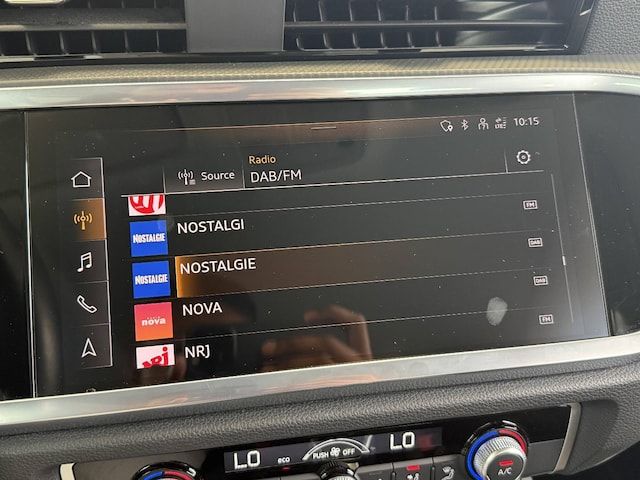 10:15
Source
Radio
DAB/FM
NOSTALGIE
NOSTALGI
FM
NOSTALGIE
NOSTALGIE
DAB
nova
NOVA
DAB
NRJ
NRJ
FM
LO
eco
PUSH OFF
LO
A/C